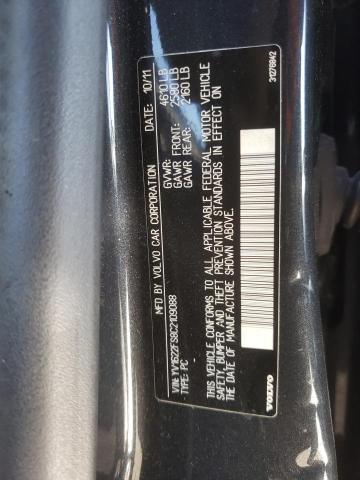 MFD BY VOLVO CAR CORPORATION DATE: 10/11
GVWR: 4610 LB
GAWR FRONT: 2580 LB
GAWR REAR: 2160 LB
VIN: YV1622FS8C2109088
TYPE: PC
THIS VEHICLE CONFORMS TO ALL APPLICABLE FEDERAL MOTOR VEHICLE
SAFETY, BUMPER AND THEFT PREVENTION STANDARDS IN EFFECT ON
THE DATE OF MANUFACTURE SHOWN ABOVE.
VOLVO
31276842